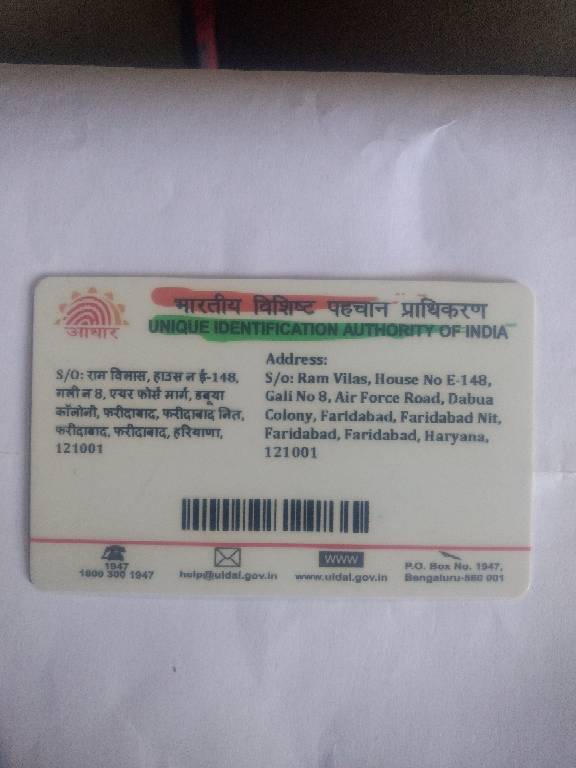 भारतीय विशिष्ट पहचान प्राधिकरण
UNIQUE IDENTIFICATION AUTHORITY OF INDIA
आधार
S/O: राम विलास, हाउस न ई-148,
गली न 8, एयर फोर्स मार्ग, डबूया
कॉलोनी, फरीदाबाद, फरीदाबाद नित,
फरीदाबाद, फरीदाबाद, हरियाणा,
121001
Address:
S/o: Ram Vilas, House No E-148,
Gali No 8, Air Force Road, Dabua
Colony, Faridabad, Faridabad Nit,
Faridabad, Faridabad, Haryana,
121001
1947
1800 300 1947
help@uidai.gov.in
www
www.uidai.gov.in
P.O. Box No. 1947,
Bengaluru-560 001